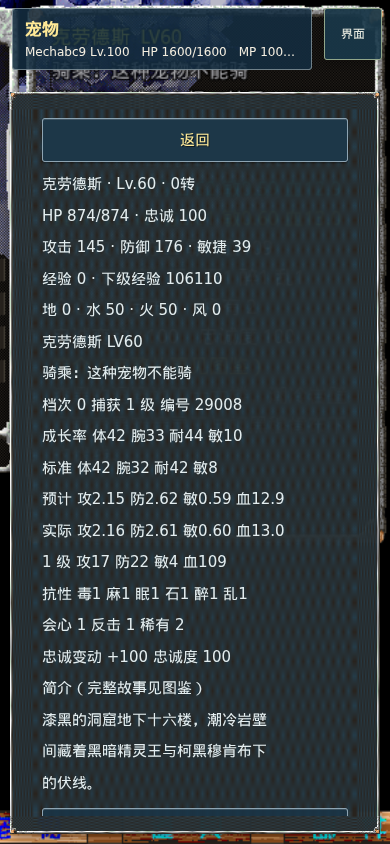 宠物
Mechabc9 Lv.100 HP 1600/1600 MP 100...
界面
克劳德斯 LV60
骑乘：这种宠物不能骑
返回
克劳德斯 · Lv.60 · 0转
HP 874/874 · 忠诚 100
攻击 145 · 防御 176 · 敏捷 39
经验 0 · 下级经验 106110
地 0 · 水 50 · 火 50 · 风 0
克劳德斯 LV60
骑乘：这种宠物不能骑
档次 0 捕获 1 级 编号 29008
成长率 体42 腕33 耐44 敏10
标准 体42 腕32 耐42 敏8
预计 攻2.15 防2.62 敏0.59 血12.9
实际 攻2.16 防2.61 敏0.60 血13.0
1 级 攻17 防22 敏4 血109
抗性 毒1 麻1 眠1 石1 醉1 乱1
会心 1 反击 1 稀有 2
忠诚变动 +100 忠诚度 100
简介（完整故事见图鉴）
漆黑的洞窟地下十六楼，潮冷岩壁
间藏着黑暗精灵王与柯黑穆肯布下
的伏线。